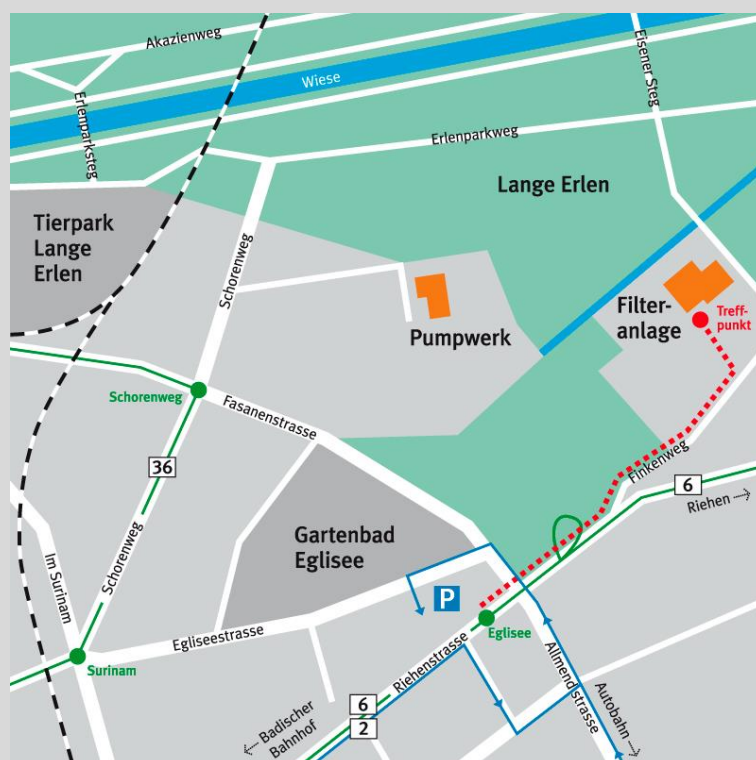 Akazienweg
Wiese
Eisener Steg
Erlenparksteg
Erlenparkweg
Lange Erlen
Tierpark
Lange
Erlen
Schorenweg
Pumpwerk
Filter-
anlage
Treff-
punkt
Schorenweg
Fasanenstrasse
36
Finkenweg
6
Riehen
Schorenweg
Gartenbad
Eglisee
Im Surinam
P
Egliseestrasse
Eglisee
Surinam
Riehenstrasse
Allmendstrasse
Autobahn
6
2
Badischer
Bahnhof